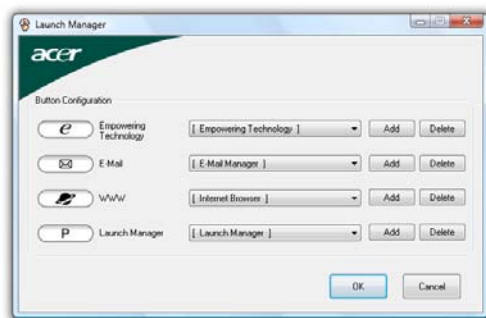 Launch Manager
acer
Button Configuration
e Empowering Technology [ Empowering Technology ] Add Delete
E-Mail [ E-Mail Manager ] Add Delete
WWW [ Internet Browser ] Add Delete
P Launch Manager [ Launch Manager ] Add Delete
OK Cancel